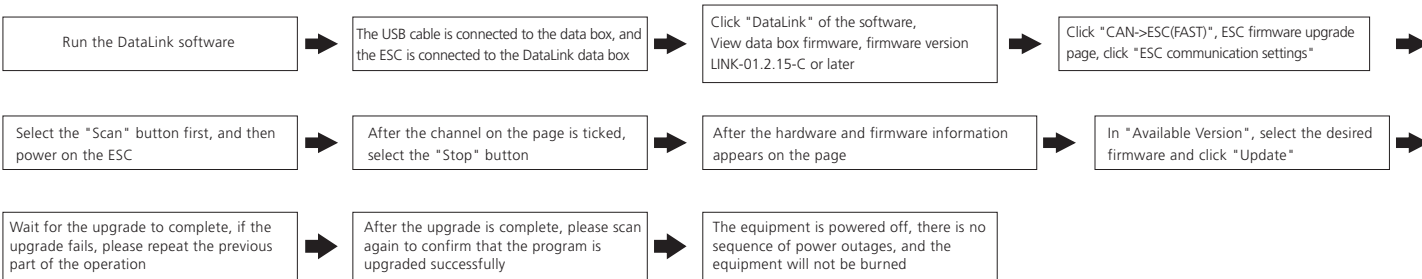 Run the DataLink software
The USB cable is connected to the data box, and
the ESC is connected to the DataLink data box
Click "DataLink" of the software,
View data box firmware, firmware version
LINK-01.2.15-C or later
Click "CAN->ESC(FAST)", ESC firmware upgrade
page, click "ESC communication settings"
Select the "Scan" button first, and then
power on the ESC
After the channel on the page is ticked,
select the "Stop" button
After the hardware and firmware information
appears on the page
In "Available Version", select the desired
firmware and click "Update"
Wait for the upgrade to complete, if the
upgrade fails, please repeat the previous
part of the operation
After the upgrade is complete, please scan
again to confirm that the program is
upgraded successfully
The equipment is powered off, there is no
sequence of power outages, and the
equipment will not be burned